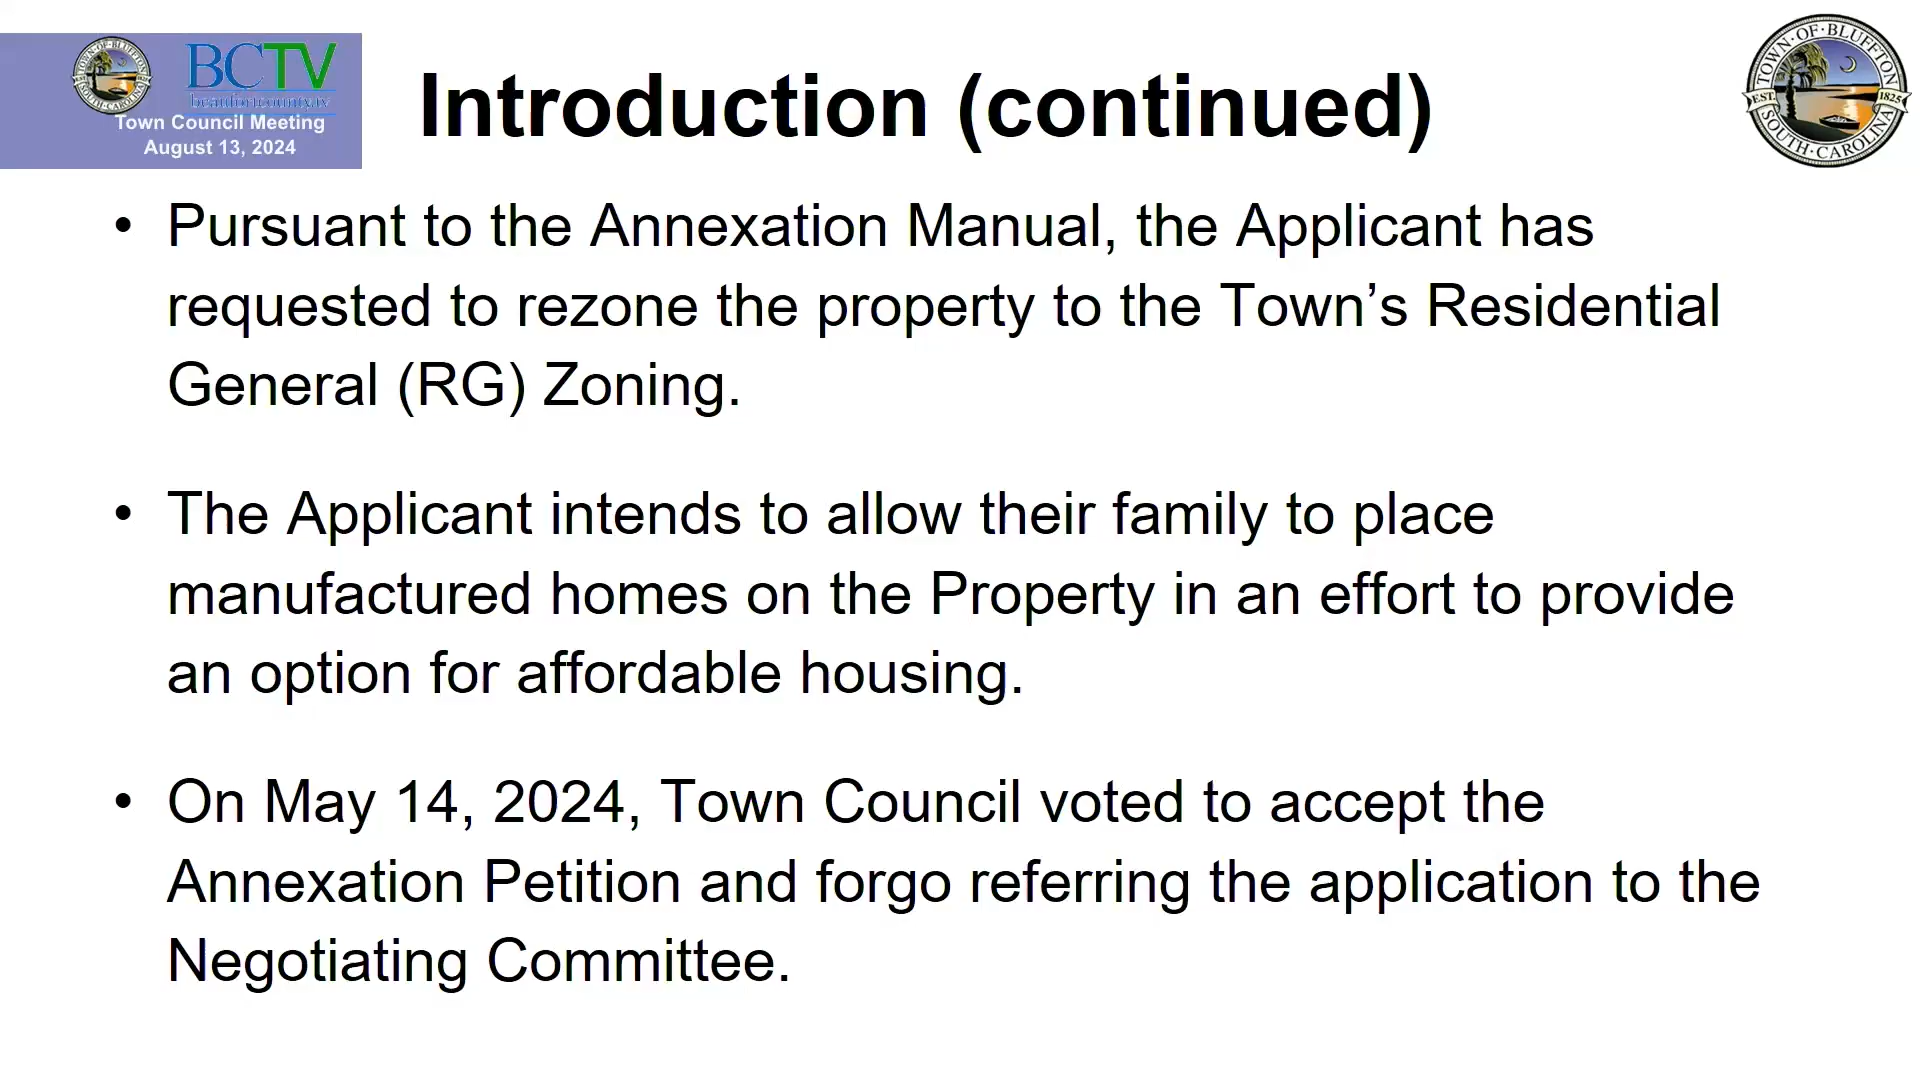 BCTV
beaufortcounty.tv
Town Council Meeting
August 13, 2024
Introduction (continued)
TOWN·OF·BLUFFTON
EST. 1825
SOUTH·CAROLINA
• Pursuant to the Annexation Manual, the Applicant has
requested to rezone the property to the Town’s Residential
General (RG) Zoning.
• The Applicant intends to allow their family to place
manufactured homes on the Property in an effort to provide
an option for affordable housing.
• On May 14, 2024, Town Council voted to accept the
Annexation Petition and forgo referring the application to the
Negotiating Committee.